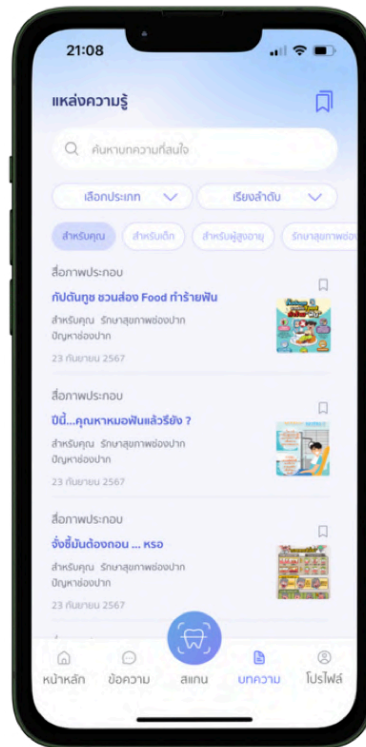 21:08
แหล่งความรู้
ค้นหาบทความที่สนใจ
เลือกประเภท
เรียงลำดับ
สำหรับคุณ
สำหรับเด็ก
สำหรับผู้สูงอายุ
รักษาสุขภาพช่อง
สื่อภาพประกอบ
กัปตันทูช ชวนส่อง Food ทำร้ายฟัน
สำหรับคุณ รักษาสุขภาพช่องปาก
ปัญหาช่องปาก
23 กันยายน 2567
สื่อภาพประกอบ
ปีนี้...คุณหาหมอฟันแล้วรึยัง ?
สำหรับคุณ รักษาสุขภาพช่องปาก
ปัญหาช่องปาก
23 กันยายน 2567
สื่อภาพประกอบ
จั่งซี้มันต้องถอน ... หรอ
สำหรับคุณ รักษาสุขภาพช่องปาก
ปัญหาช่องปาก
23 กันยายน 2567
หน้าหลัก
ข้อความ
สแกน
บทความ
โปรไฟล์